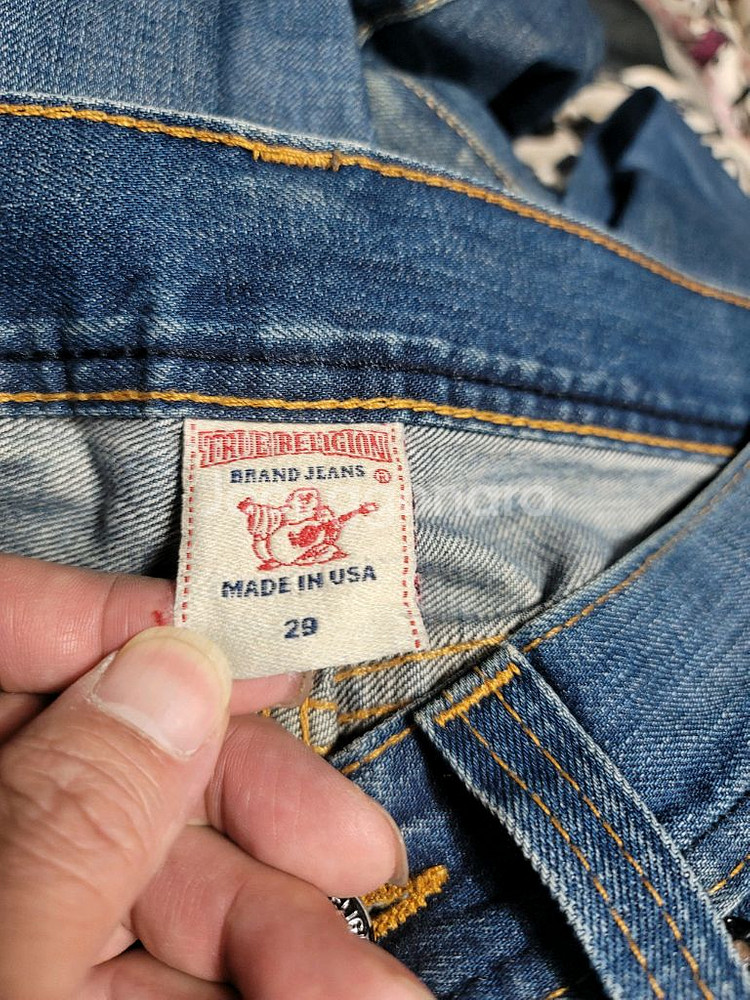 TRUE RELIGION
BRAND JEANS ®
MADE IN USA
29